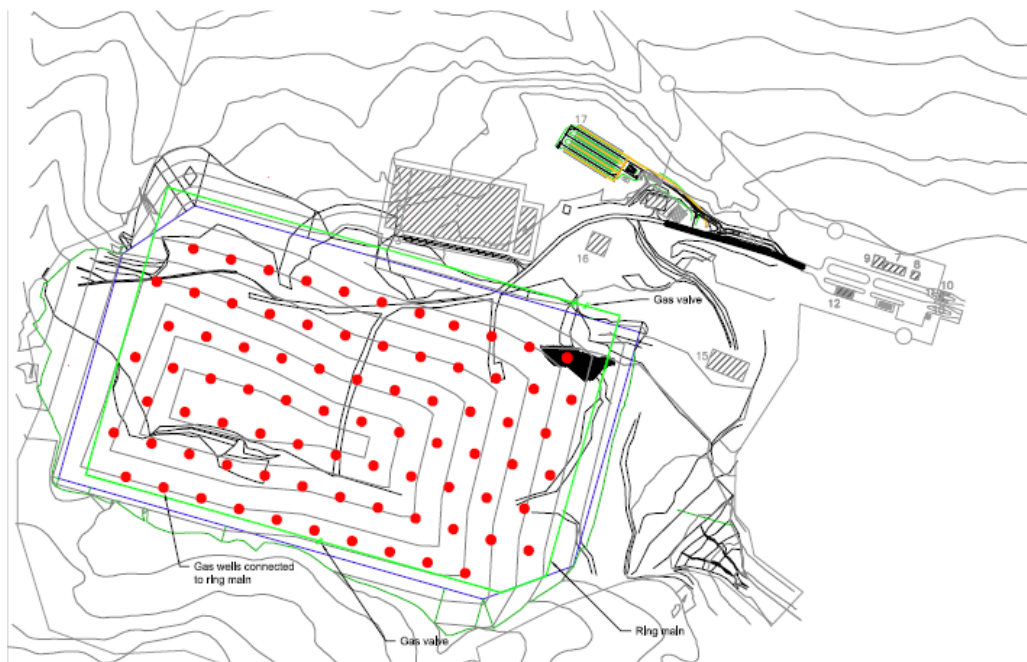 17
16
7
9
8
10
12
15
Gas valve
Gas wells connected
to ring main
Gas valve
Ring main